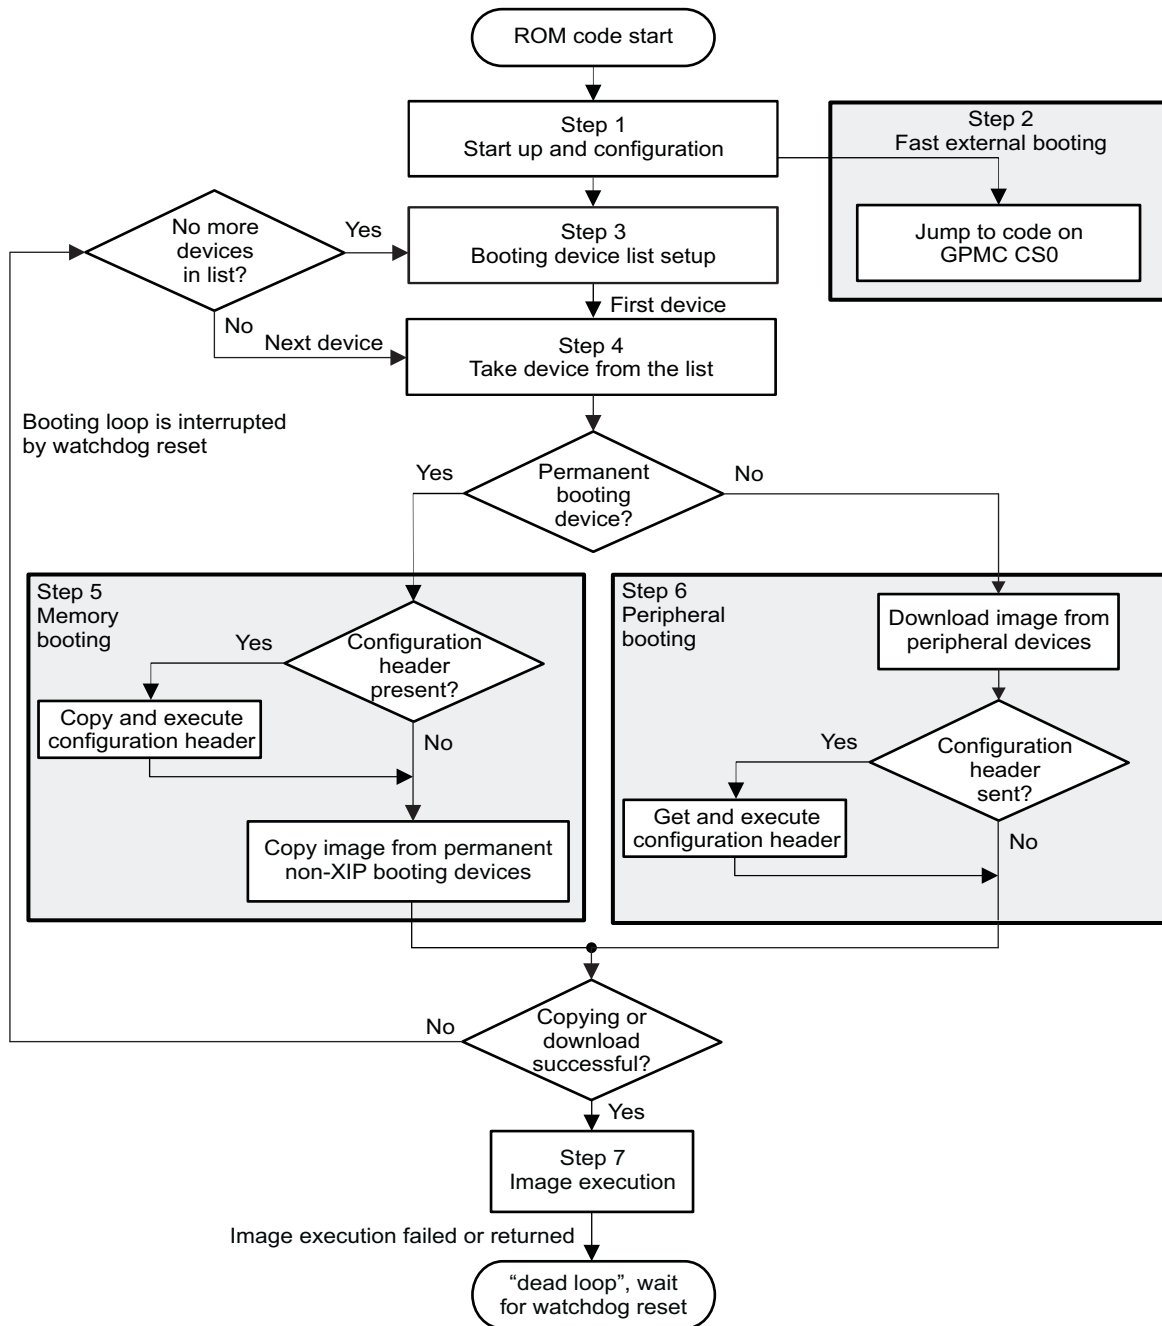 ROM code start
Step 1
Start up and configuration
Step 2
Fast external booting
No more
devices
in list?
Yes
Step 3
Booting device list setup
Jump to code on
GPMC CS0
First device
No
Next device
Step 4
Take device from the list
Booting loop is interrupted
by watchdog reset
Yes
Permanent
booting
device?
No
Step 5
Memory
booting
Yes
Configuration
header
present?
Copy and execute
configuration header
No
Copy image from permanent
non-XIP booting devices
Step 6
Peripheral
booting
Download image from
peripheral devices
Yes
Configuration
header
sent?
Get and execute
configuration header
No
No
Copying or
download
successful?
Yes
Step 7
Image execution
Image execution failed or returned
“dead loop”, wait
for watchdog reset